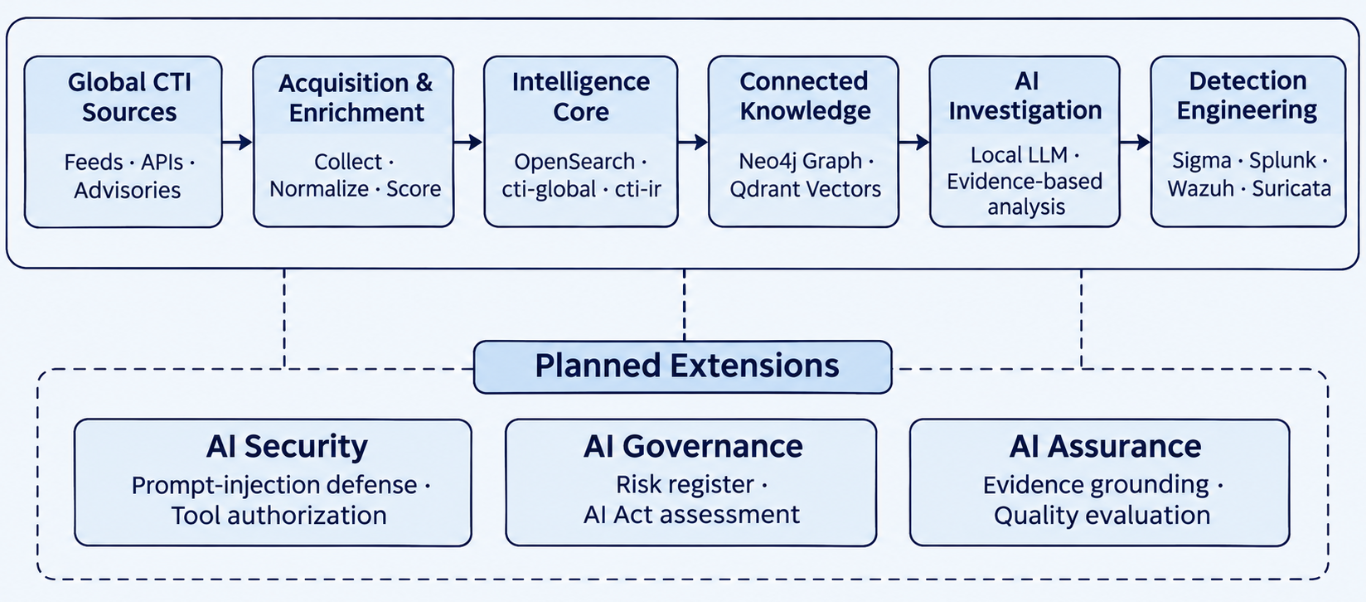 Global CTI
Sources
Feeds · APIs ·
Advisories
Acquisition &
Enrichment
Collect ·
Normalize · Score
Intelligence
Core
OpenSearch ·
cti-global · cti-ir
Connected
Knowledge
Neo4j Graph ·
Qdrant Vectors
AI
Investigation
Local LLM ·
Evidence-based
analysis
Detection
Engineering
Sigma · Splunk ·
Wazuh · Suricata
Planned Extensions
AI Security
Prompt-injection defense ·
Tool authorization
AI Governance
Risk register ·
AI Act assessment
AI Assurance
Evidence grounding ·
Quality evaluation